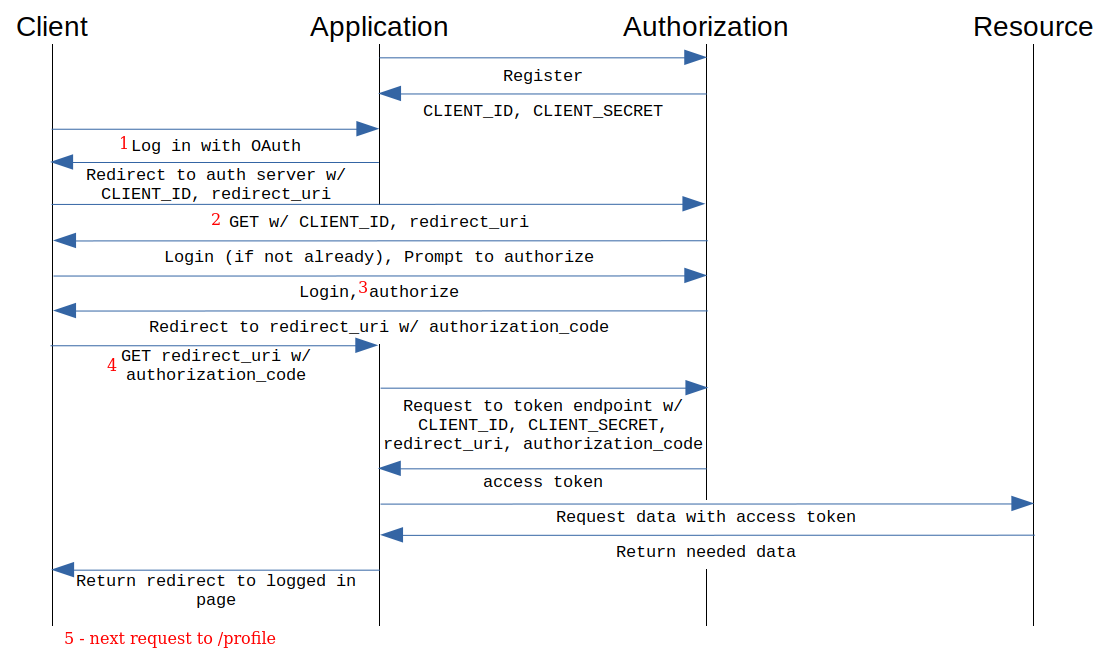 Client Application Authorization Resource
Register
CLIENT_ID, CLIENT_SECRET
1 Log in with OAuth
Redirect to auth server w/
CLIENT_ID, redirect_uri
2 GET w/ CLIENT_ID, redirect_uri
Login (if not already), Prompt to authorize
Login,3 authorize
Redirect to redirect_uri w/ authorization_code
4 GET redirect_uri w/
authorization_code
Request to token endpoint w/
CLIENT_ID, CLIENT_SECRET,
redirect_uri, authorization_code
access token
Request data with access token
Return needed data
Return redirect to logged in
page
5 - next request to /profile